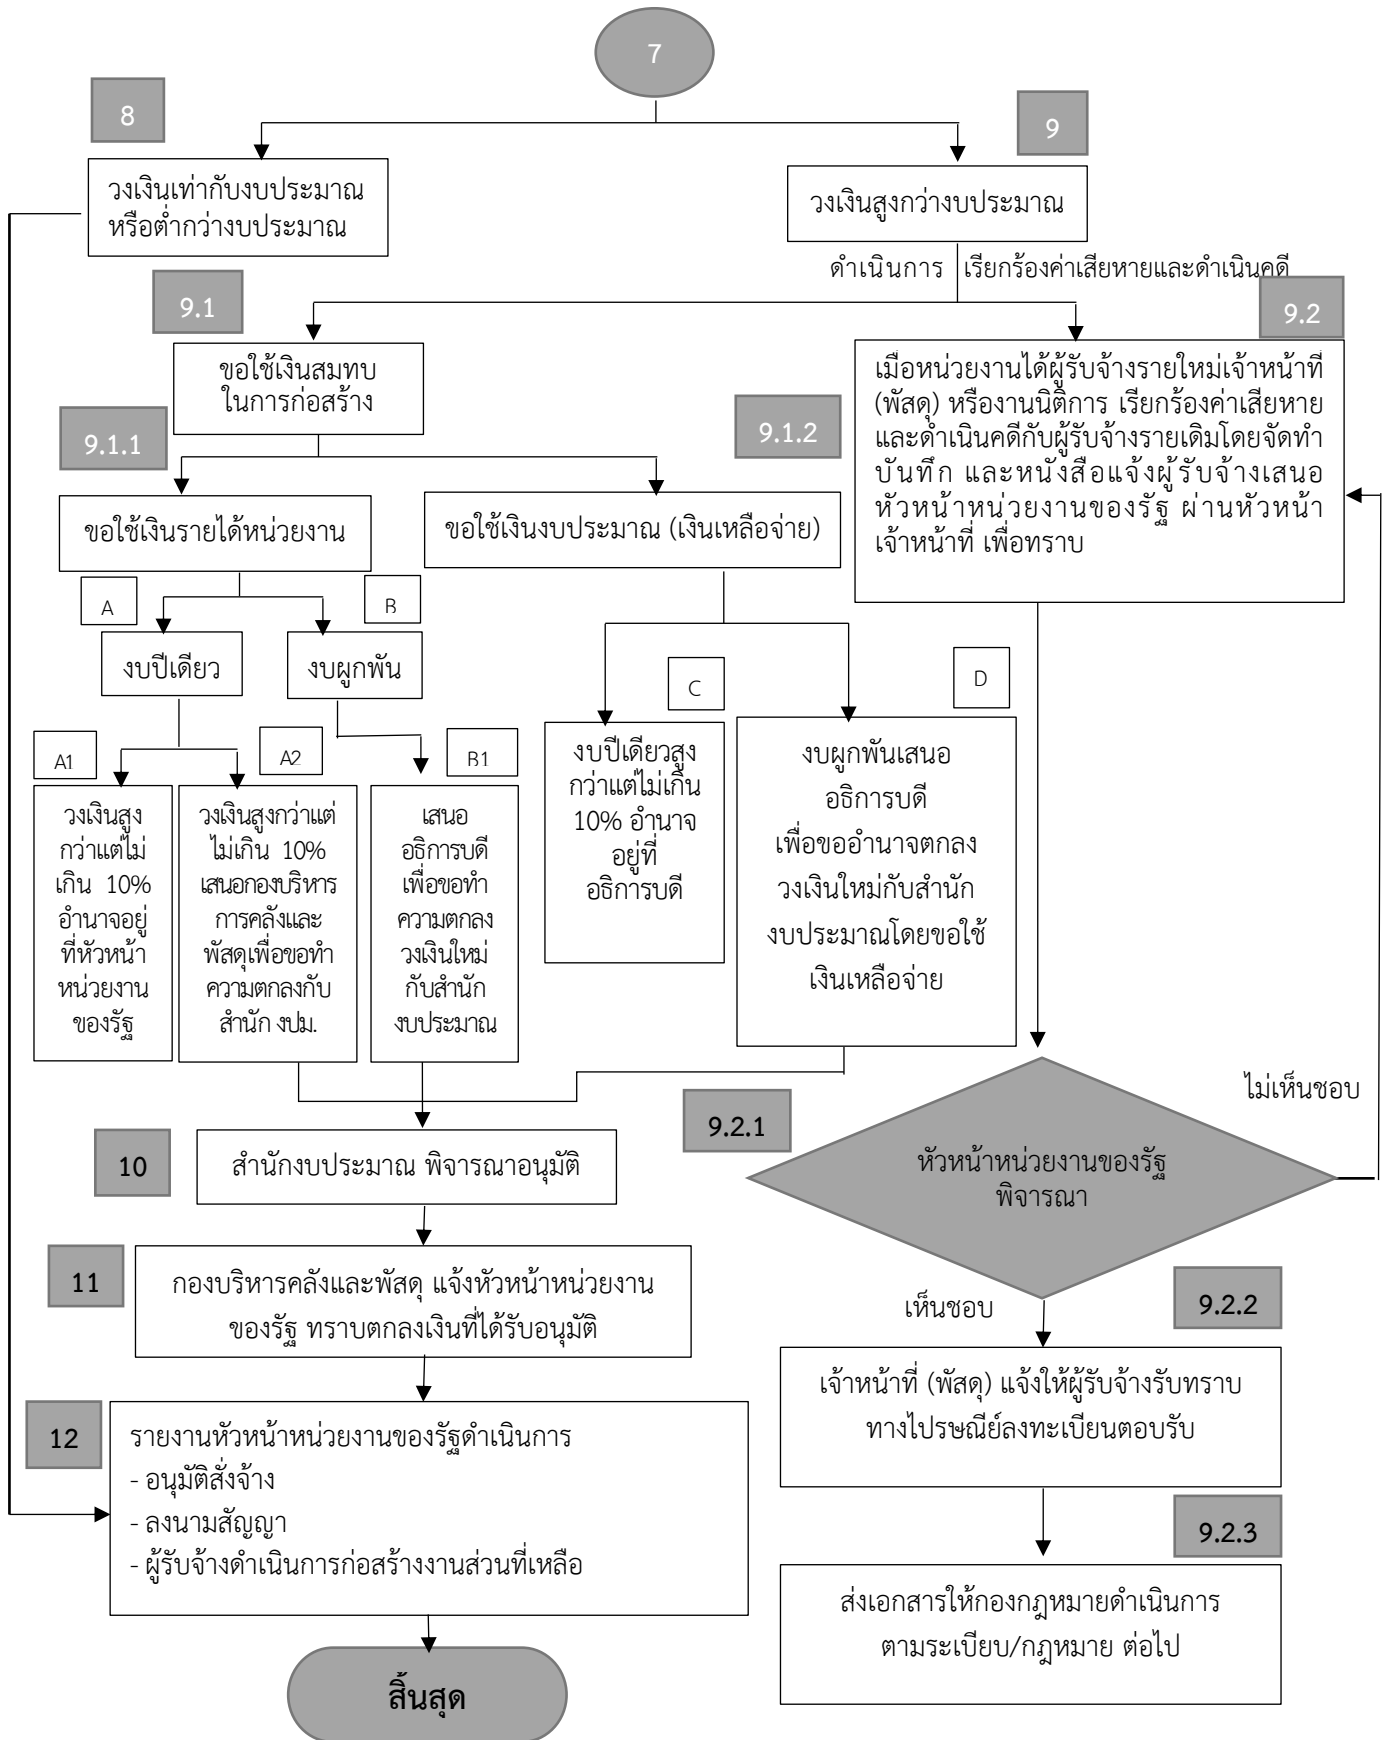 7
8
9
วงเงินเท่ากับงบประมาณ
หรือต่ำกว่างบประมาณ
วงเงินสูงกว่างบประมาณ
ดำเนินการ
เรียกร้องค่าเสียหายและดำเนินคดี
9.1
9.2
ขอใช้เงินสมทบ
ในการก่อสร้าง
เมื่อหน่วยงานได้ผู้รับจ้างรายใหม่เจ้าหน้าที่
(พัสดุ) หรืองานนิติการ เรียกร้องค่าเสียหาย
และดำเนินคดีกับผู้รับจ้างรายเดิมโดยจัดทำ
บันทึก และหนังสือแจ้งผู้รับจ้างเสนอ
หัวหน้าหน่วยงานของรัฐ ผ่านหัวหน้า
เจ้าหน้าที่ เพื่อทราบ
9.1.1
9.1.2
ขอใช้เงินรายได้หน่วยงาน
ขอใช้เงินงบประมาณ (เงินเหลือจ่าย)
A
B
งบปีเดียว
งบผูกพัน
C
D
A1
A2
B1
วงเงินสูง
กว่าแต่ไม่
เกิน 10%
อำนาจอยู่
ที่หัวหน้า
หน่วยงาน
ของรัฐ
วงเงินสูงกว่าแต่
ไม่เกิน 10%
เสนอกองบริหาร
การคลังและ
พัสดุเพื่อขอทำ
ความตกลงกับ
สำนัก งปม.
เสนอ
อธิการบดี
เพื่อขอทำ
ความตกลง
วงเงินใหม่
กับสำนัก
งบประมาณ
งบปีเดียวสูง
กว่าแต่ไม่เกิน
10% อำนาจ
อยู่ที่
อธิการบดี
งบผูกพันเสนอ
อธิการบดี
เพื่อขออำนาจตกลง
วงเงินใหม่กับสำนัก
งบประมาณโดยขอใช้
เงินเหลือจ่าย
ไม่เห็นชอบ
9.2.1
หัวหน้าหน่วยงานของรัฐ
พิจารณา
10
สำนักงบประมาณ พิจารณาอนุมัติ
11
กองบริหารคลังและพัสดุ แจ้งหัวหน้าหน่วยงาน
ของรัฐ ทราบตกลงเงินที่ได้รับอนุมัติ
เห็นชอบ
9.2.2
เจ้าหน้าที่ (พัสดุ) แจ้งให้ผู้รับจ้างรับทราบ
ทางไปรษณีย์ลงทะเบียนตอบรับ
12
รายงานหัวหน้าหน่วยงานของรัฐดำเนินการ
- อนุมัติสั่งจ้าง
- ลงนามสัญญา
- ผู้รับจ้างดำเนินการก่อสร้างงานส่วนที่เหลือ
9.2.3
ส่งเอกสารให้กองกฎหมายดำเนินการ
ตามระเบียบ/กฎหมาย ต่อไป
สิ้นสุด